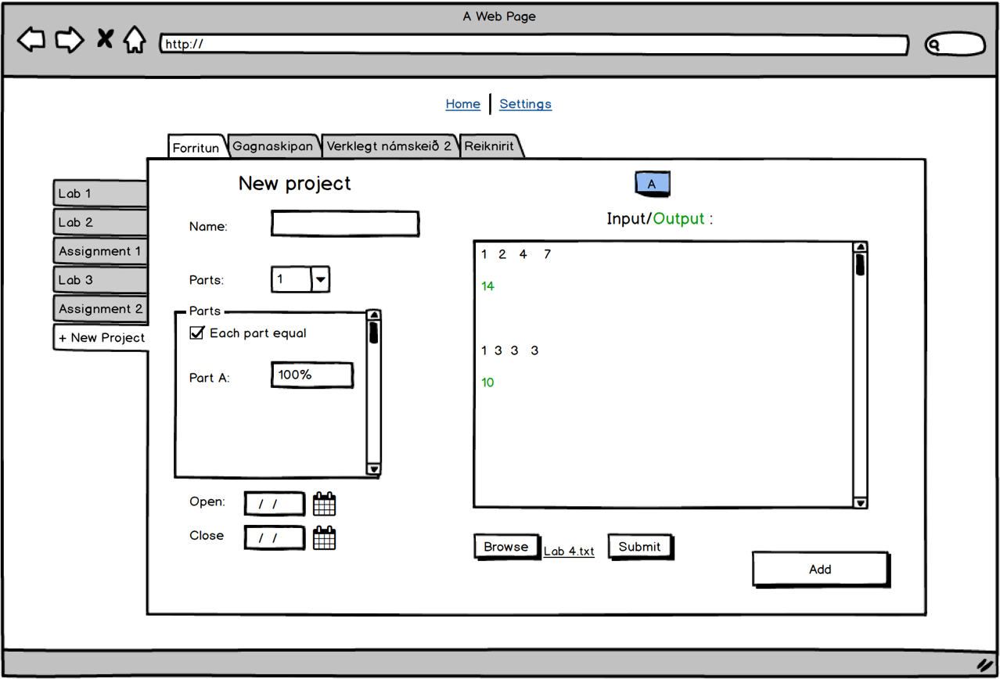 A Web Page
http://
Home | Settings
Forritun Gagnaskipan Verklegt námskeið 2 Reiknirit
Lab 1
Lab 2
Assignment 1
Lab 3
Assignment 2
+ New Project
New project
Name:
Parts: 1
Parts
Each part equal
Part A: 100%
Open: / /
Close / /
A
Input/Output :
1 2 4 7
14
1 3 3 3
10
Browse Lab 4.txt Submit
Add